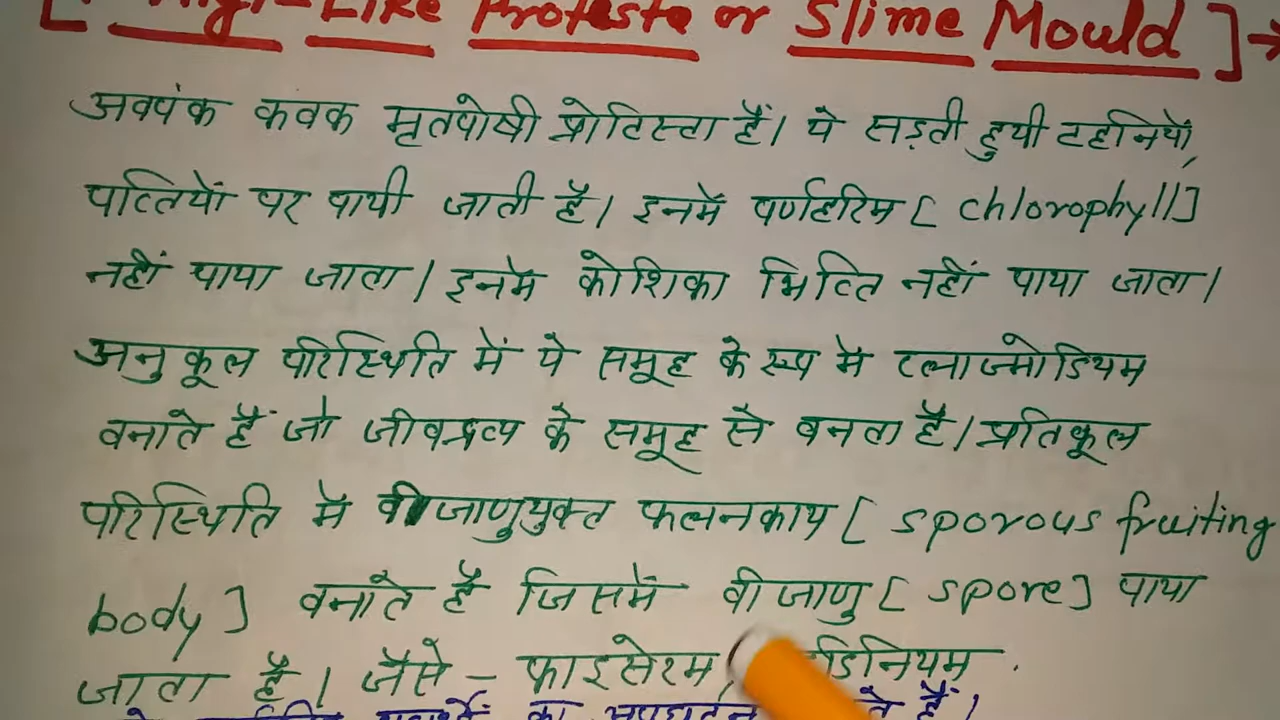 Like Proteste or Slime Mould ] →
अवपंक कवक मृतपोषी प्रोटिस्टा हैं। ये सड़ती हुयी टहनियों,
पत्तियों पर पायी जाती है। इनमें पर्णहरिम [ chlorophyll ]
नहीं पाया जाता। इनमें कोशिका भित्ति नहीं पाया जाता।
अनुकूल परिस्थिति में ये समूह के रूप में प्लाज्मोडियम
बनाते हैं जो जीवद्रव्य के समूह से बनता है। प्रतिकूल
परिस्थिति में बीजाणुयुक्त फलनकाय [ sporous fruiting
body ] बनाते है जिसमें बीजाणु [ spore ] पाया
जाता है। जैसे - फाइसेरम,
का अपघटन हैं।